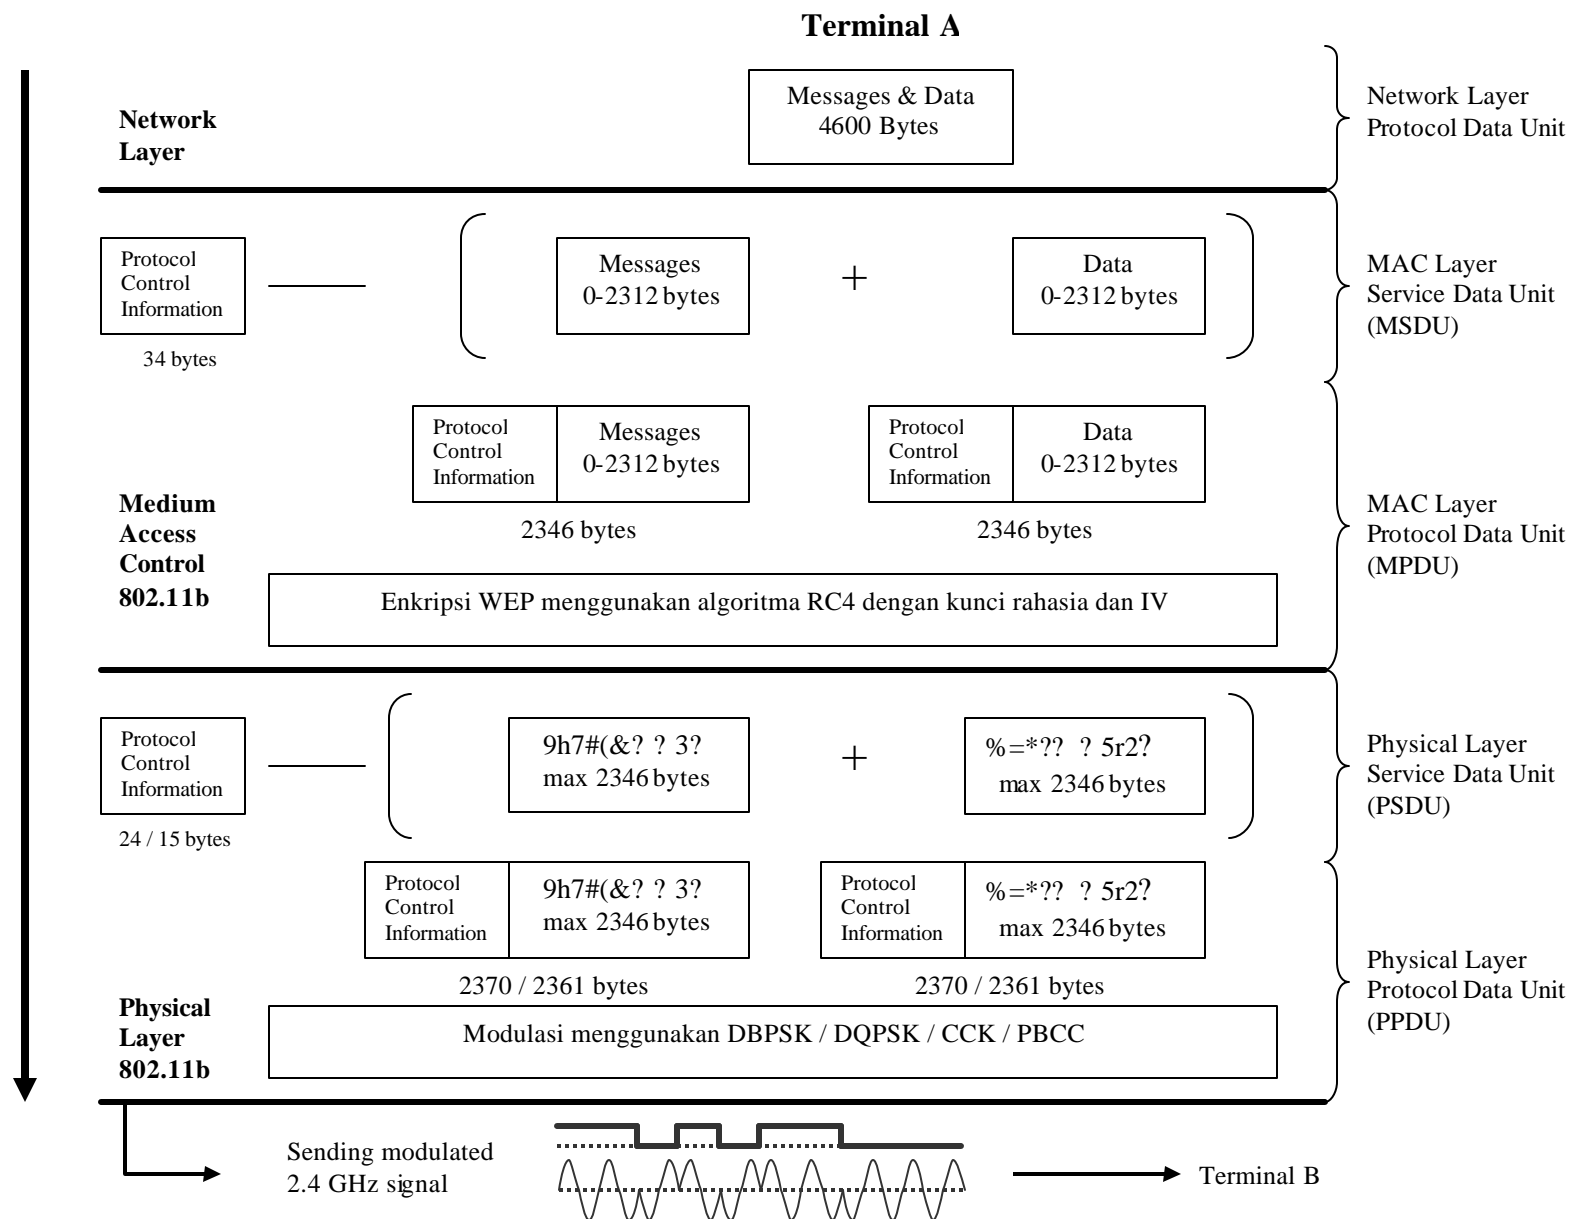 Terminal A
Messages & Data
4600 Bytes
Network
Layer
Network Layer
Protocol Data Unit
Protocol
Control
Information
34 bytes
Messages
0-2312 bytes
+
Data
0-2312 bytes
MAC Layer
Service Data Unit
(MSDU)
Protocol
Control
Information
Messages
0-2312 bytes
2346 bytes
Protocol
Control
Information
Data
0-2312 bytes
2346 bytes
Medium
Access
Control
802.11b
MAC Layer
Protocol Data Unit
(MPDU)
Enkripsi WEP menggunakan algoritma RC4 dengan kunci rahasia dan IV
Protocol
Control
Information
24 / 15 bytes
9h7#(&? ? 3?
max 2346 bytes
+
%=*?? ? 5r2?
max 2346 bytes
Physical Layer
Service Data Unit
(PSDU)
Protocol
Control
Information
9h7#(&? ? 3?
max 2346 bytes
2370 / 2361 bytes
Protocol
Control
Information
%=*?? ? 5r2?
max 2346 bytes
2370 / 2361 bytes
Physical Layer
Protocol Data Unit
(PPDU)
Physical
Layer
802.11b
Modulasi menggunakan DBPSK / DQPSK / CCK / PBCC
Sending modulated
2.4 GHz signal
Terminal B